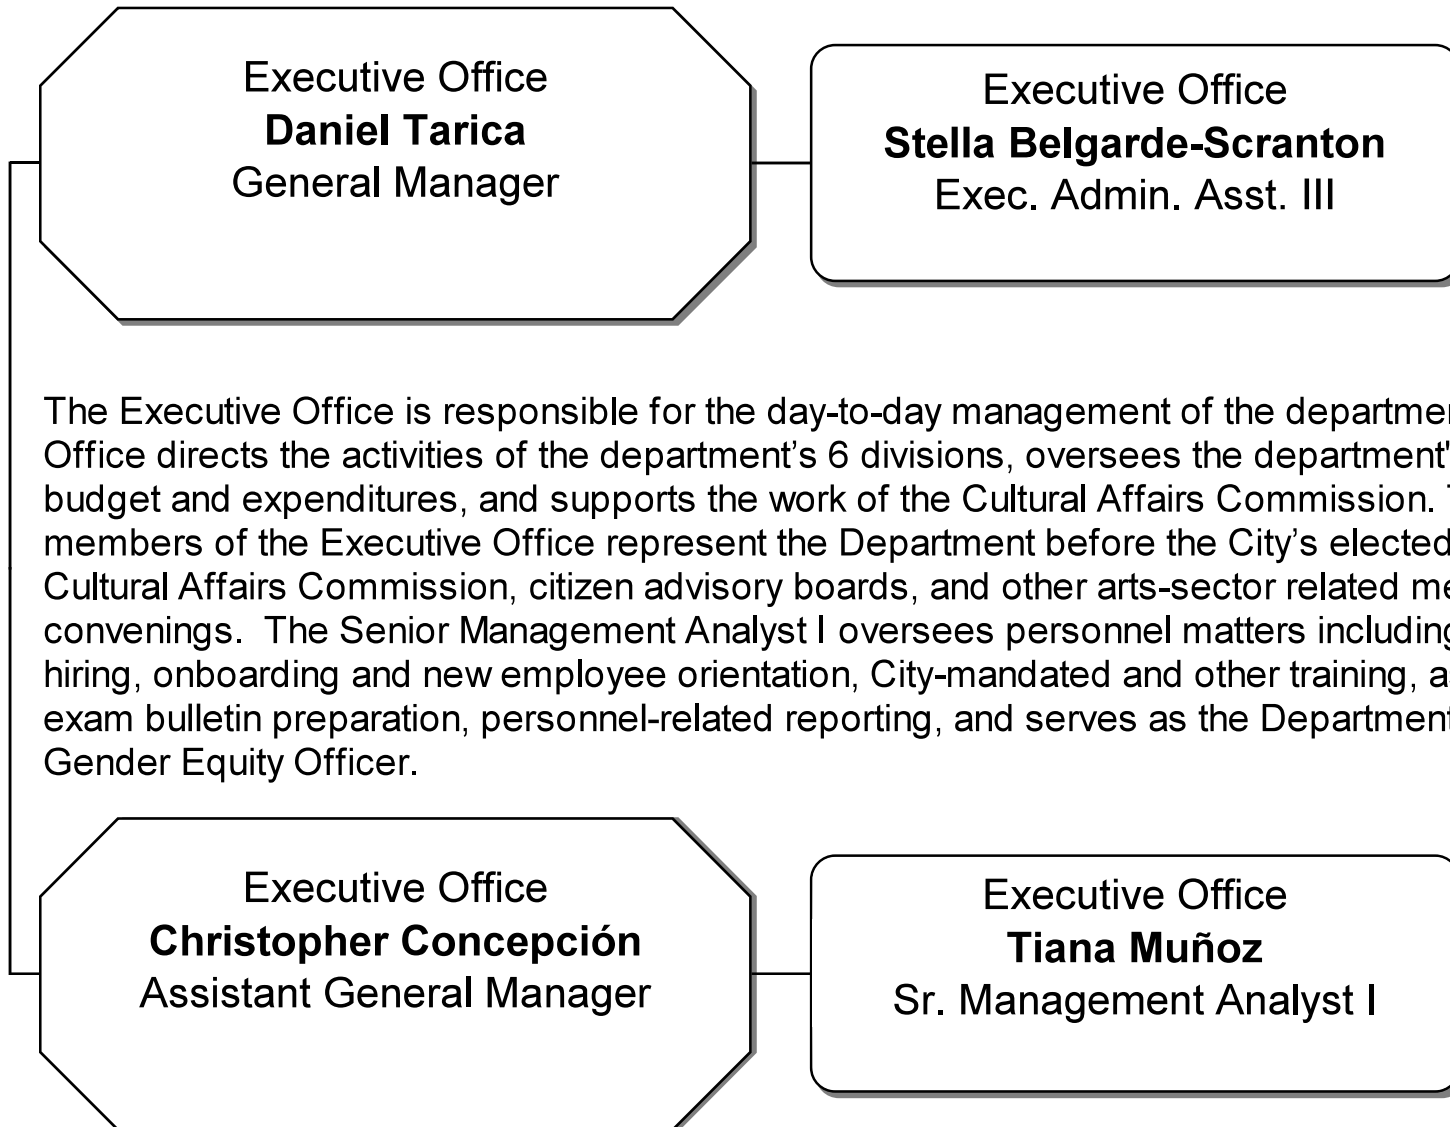 Executive Office
Daniel Tarica
General Manager
Executive Office
Stella Belgarde-Scranton
Exec. Admin. Asst. III
The Executive Office is responsible for the day-to-day management of the
Office directs the activities of the department’s 6 divisions, oversees the department'
budget and expenditures, and supports the work of the Cultural Affairs Commission.
members of the Executive Office represent the Department before the City’s elected
Cultural Affairs Commission, citizen advisory boards, and other arts-sector related
convenings.  The Senior Management Analyst I oversees personnel matters including
hiring, onboarding and new employee orientation, City-mandated and other training,
exam bulletin preparation, personnel-related reporting, and serves as the Department
Gender Equity Officer.
Executive Office
Christopher Concepción
Assistant General Manager
Executive Office
Tiana Muñoz
Sr. Management Analyst I